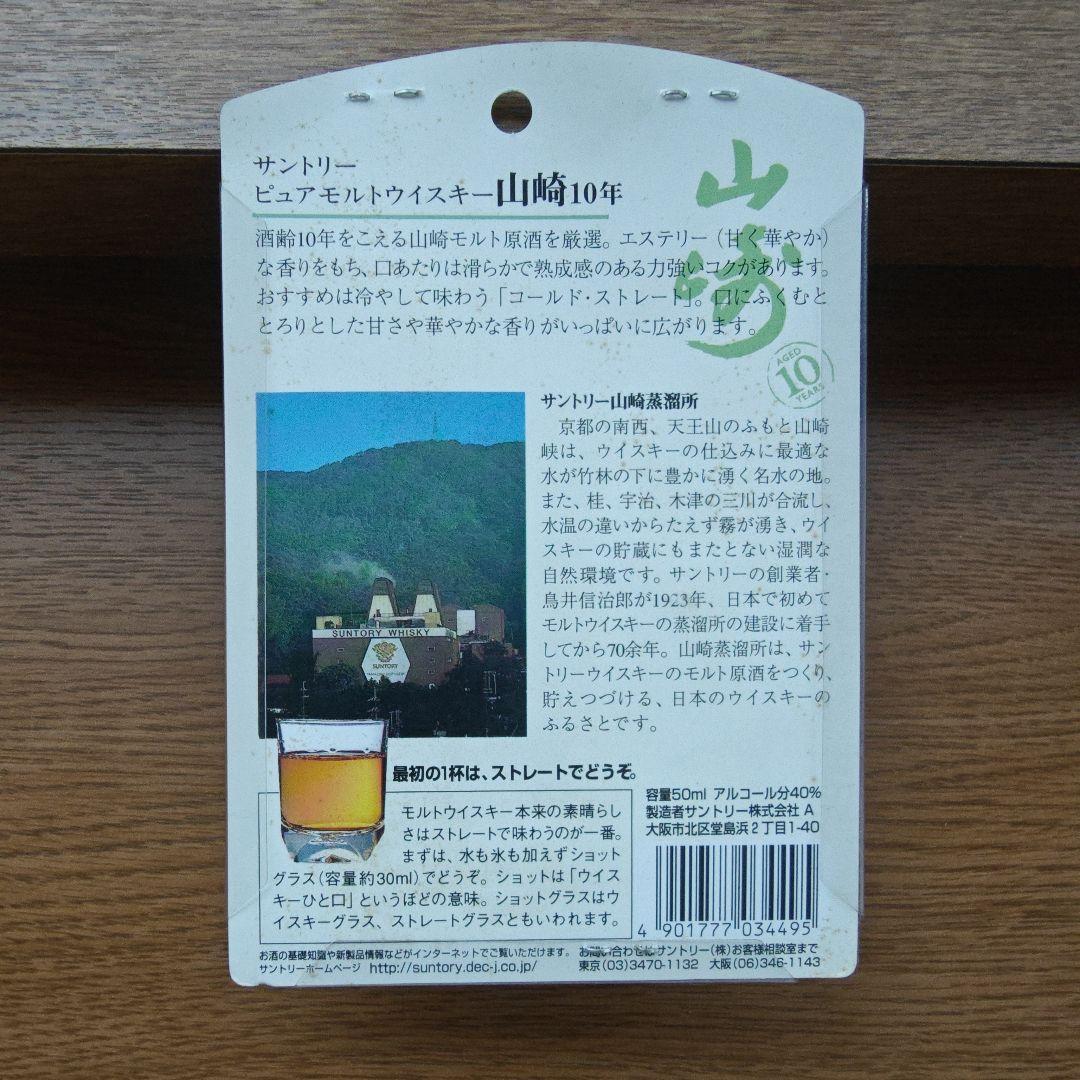 サントリー
ピュアモルトウイスキー山崎10年
山崎
酒齢10年をこえる山崎モルト原酒を厳選。エステリー（甘く華やか）
な香りをもち、口あたりは滑らかで熟成感のある力強いコクがあります。
おすすめは冷やして味わう「コールド・ストレート」。口にふくむと
とろりとした甘さや華やかな香りがいっぱいに広がります。
AGED
10
YEARS
サントリー山崎蒸溜所
京都の南西、天王山のふもと山崎
峡は、ウイスキーの仕込みに最適な
水が竹林の下に豊かに湧く名水の地。
また、桂、宇治、木津の三川が合流し、
水温の違いからたえず霧が湧き、ウイ
スキーの貯蔵にもまたとない湿潤な
自然環境です。サントリーの創業者・
鳥井信治郎が1923年、日本で初めて
モルトウイスキーの蒸溜所の建設に着手
してから70余年。山崎蒸溜所は、サン
トリーウイスキーのモルト原酒をつくり、
貯えつづける、日本のウイスキーの
ふるさとです。
SUNTORY WHISKY
SUNTORY
最初の1杯は、ストレートでどうぞ。
モルトウイスキー本来の素晴らし
さはストレートで味わうのが一番。
まずは、水も氷も加えずショット
グラス（容量約30ml）でどうぞ。ショットは「ウイス
キーひと口」というほどの意味。ショットグラスはウ
イスキーグラス、ストレートグラスともいわれます。
容量50ml アルコール分40%
製造者サントリー株式会社 A
大阪市北区堂島浜2丁目1-40
4 901777 034495
お酒の基礎知識や新製品情報などがインターネットでご覧いただけます。
サントリーホームページ http://suntory.dec-j.co.jp/
お問い合わせはサントリー（株）お客様相談室まで
東京（03）3470-1132 大阪（06）346-1143